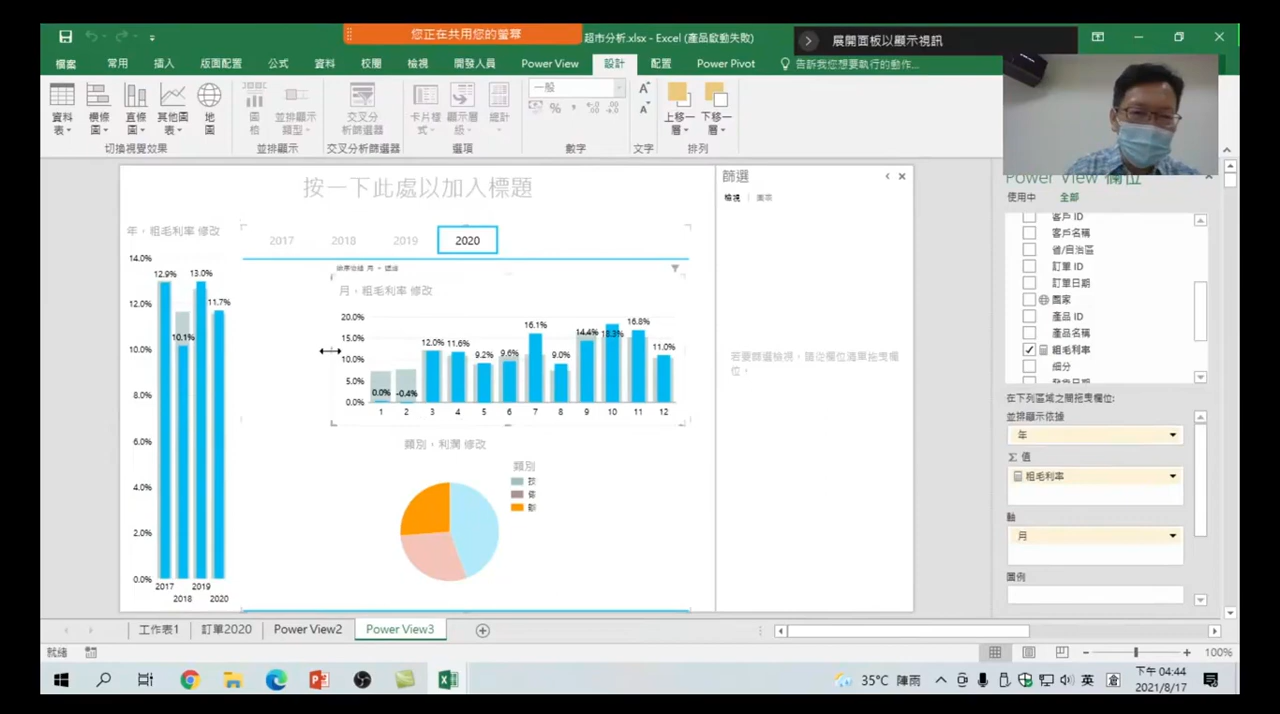 您正在共用您的螢幕
超市分析.xlsx - Excel (產品啟動失敗)
展開面板以顯示視訊
檔案 常用 插入 版面配置 公式 資料 校閱 檢視 開發人員 Power View 設計 配置 Power Pivot 告訴我您想要執行的動作...
資料表 橫條圖 直條圖 其他圖表 地圖
圖格 並排顯示類型 交叉分析篩選器 卡片樣式 顯示層級 總計
一般
上移一層 下移一層
切換視覺效果 並排顯示 交叉分析篩選器 選項 數字 文字 排列
按一下此處以加入標題
年,粗毛利率 修改
14.0%
12.0%
10.0%
8.0%
6.0%
4.0%
2.0%
0.0%
12.9% 10.1% 13.0% 11.7%
2017 2018 2019 2020
2017 2018 2019 2020
月,粗毛利率 修改
20.0%
15.0%
10.0%
5.0%
0.0%
0.0% -0.4% 12.0% 11.6% 9.2% 9.6% 16.1% 9.0% 14.4% 18.3% 16.8% 11.0%
1 2 3 4 5 6 7 8 9 10 11 12
類別,利潤 修改
類別
篩選
檢視 | 圖表
若要篩選檢視,請從欄位清單拖曳欄位。
Power View 欄位
使用中 全部
客戶 ID
客戶名稱
省/自治區
訂單 ID
訂單日期
國家
產品 ID
產品名稱
粗毛利率
細分
在下列區域之間拖曳欄位:
並排顯示依據
年
Σ 值
粗毛利率
軸
月
圖例
工作表1 訂單2020 Power View2 Power View3
就緒
100%
35°C 陣雨
英
下午 04:44
2021/8/17